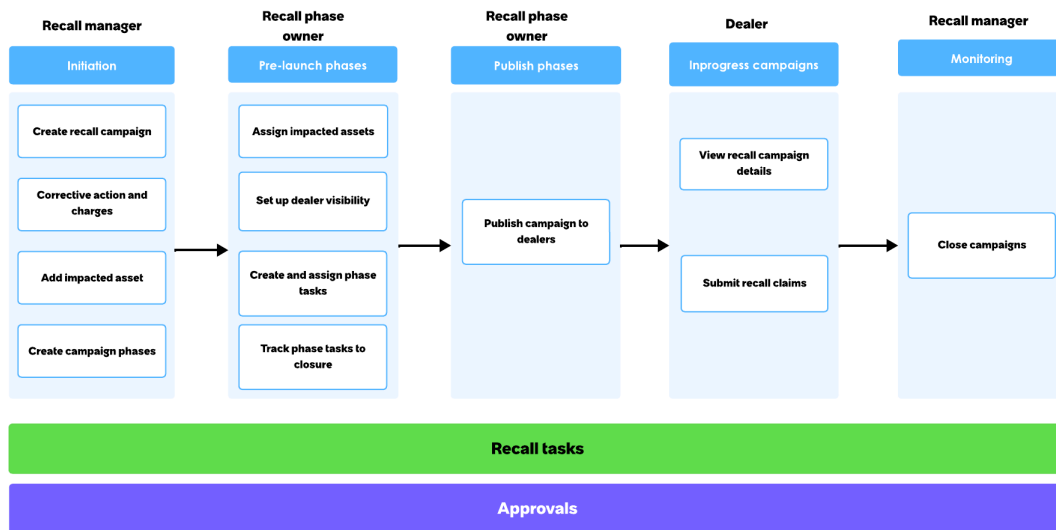 Recall manager
Initiation
Create recall campaign
Corrective action and
charges
Add impacted asset
Create campaign phases
Recall phase
owner
Pre-launch phases
Assign impacted assets
Set up dealer visibility
Create and assign phase
tasks
Track phase tasks to
closure
Recall phase
owner
Publish phases
Publish campaign to
dealers
Dealer
Inprogress campaigns
View recall campaign
details
Submit recall claims
Recall manager
Monitoring
Close campaigns
Recall tasks
Approvals